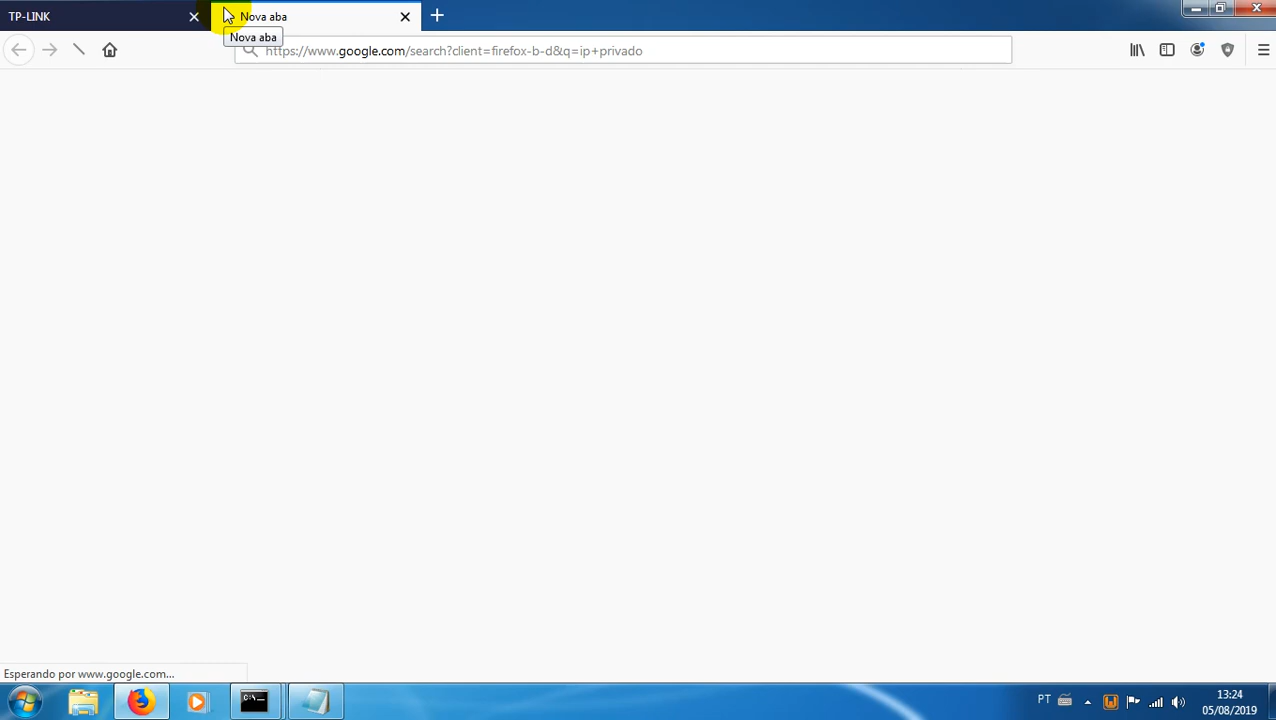 TP-LINK
Nova aba
Nova aba
https://www.google.com/search?client=firefox-b-d&q=ip+privado
Esperando por www.google.com...
C:\_
PT
13:24
05/08/2019